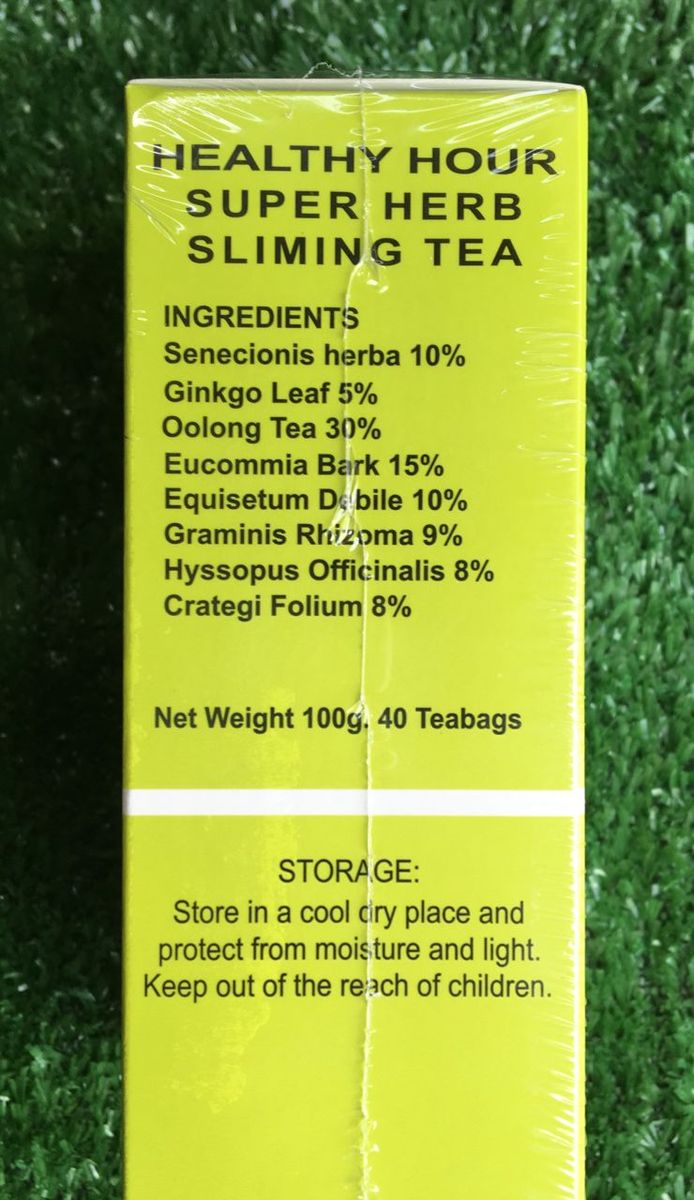 HEALTHY HOUR
SUPER HERB
SLIMING TEA
INGREDIENTS
Senecionis herba 10%
Ginkgo Leaf 5%
Oolong Tea 30%
Eucommia Bark 15%
Equisetum Debile 10%
Graminis Rhizoma 9%
Hyssopus Officinalis 8%
Crategi Folium 8%
Net Weight 100g. 40 Teabags
STORAGE:
Store in a cool dry place and
protect from moisture and light.
Keep out of the reach of children.